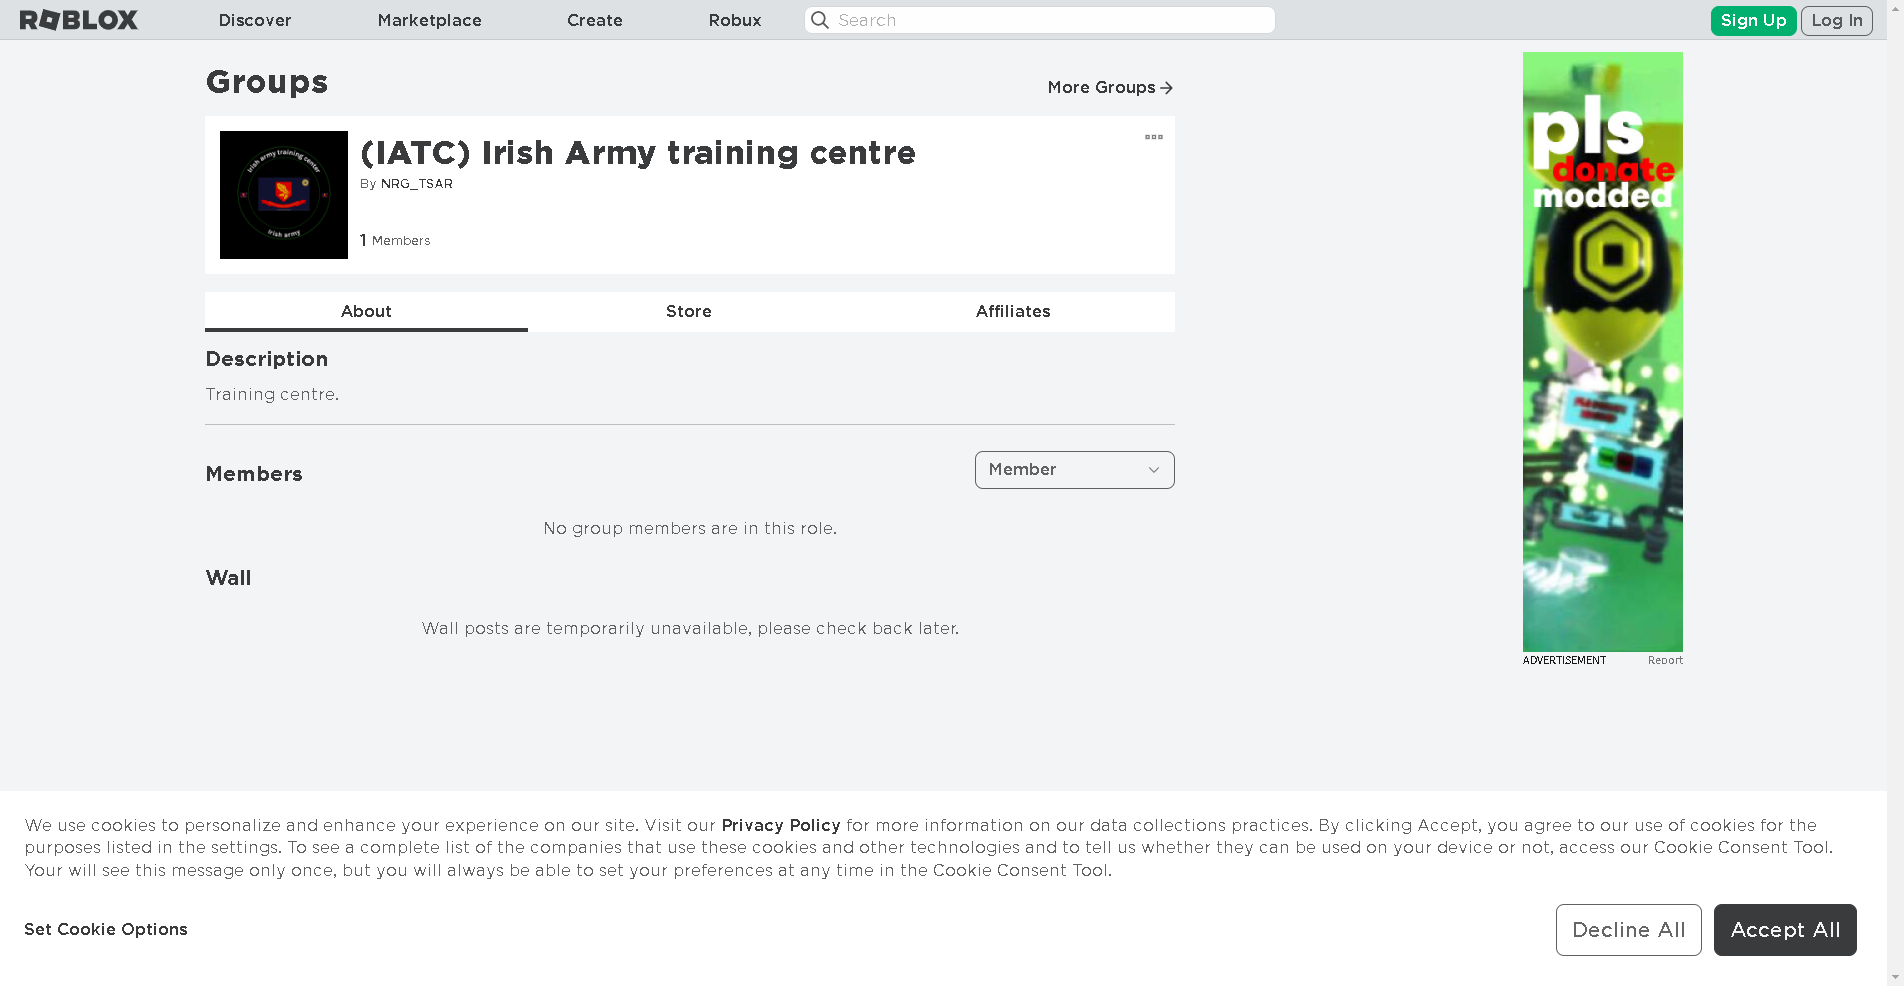 ROBLOX
Discover
Marketplace
Create
Robux
Search
Sign Up
Log In
Groups
More Groups
Irish army training center
Irish army
(IATC) Irish Army training centre
By NRG_TSAR
1 Members
About
Store
Affiliates
Description
Training centre.
Members
Member
No group members are in this role.
Wall
Wall posts are temporarily unavailable, please check back later.
pls
donate
modded
ADVERTISEMENT
Report
We use cookies to personalize and enhance your experience on our site. Visit our Privacy Policy for more information on our data collections practices. By clicking Accept, you agree to our use of cookies for the
purposes listed in the settings. To see a complete list of the companies that use these cookies and other technologies and to tell us whether they can be used on your device or not, access our Cookie Consent Tool.
Your will see this message only once, but you will always be able to set your preferences at any time in the Cookie Consent Tool.
Set Cookie Options
Decline All
Accept All